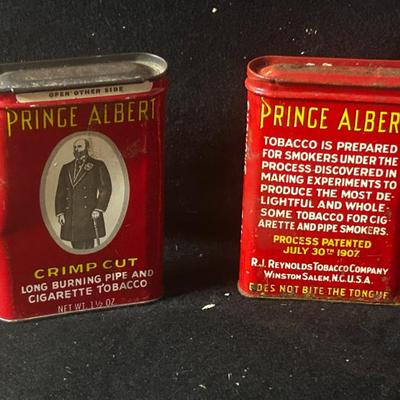 OPEN OTHER SIDE
PRINCE ALBERT
CRIMP CUT
LONG BURNING PIPE AND
CIGARETTE TOBACCO
NET WT. 1½ OZ.
PRINCE ALBER
TOBACCO IS PREPARED
FOR SMOKERS UNDER THE
PROCESS DISCOVERED IN
MAKING EXPERIMENTS TO
PRODUCE THE MOST DE-
LIGHTFUL AND WHOLE-
SOME TOBACCO FOR CIG-
ARETTE AND PIPE SMOKERS.
PROCESS PATENTED
JULY 30TH 1907.
R.J. REYNOLDS TOBACCO COMPANY
WINSTON SALEM, N.C. U.S.A.
DOES NOT BITE THE TONGUE